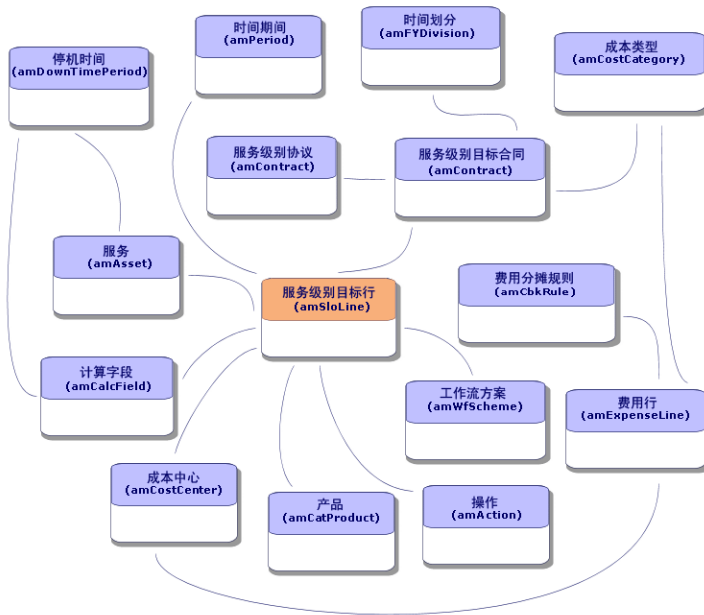 时间期间
(amPeriod)
时间划分
(amFYDivision)
停机时间
(amDownTimePeriod)
成本类型
(amCostCategory)
服务级别协议
(amContract)
服务级别目标合同
(amContract)
服务
(amAsset)
服务级别目标行
(amSloLine)
费用分摊规则
(amCbkRule)
计算字段
(amCalcField)
工作流方案
(amWfScheme)
费用行
(amExpenseLine)
成本中心
(amCostCenter)
产品
(amCatProduct)
操作
(amAction)